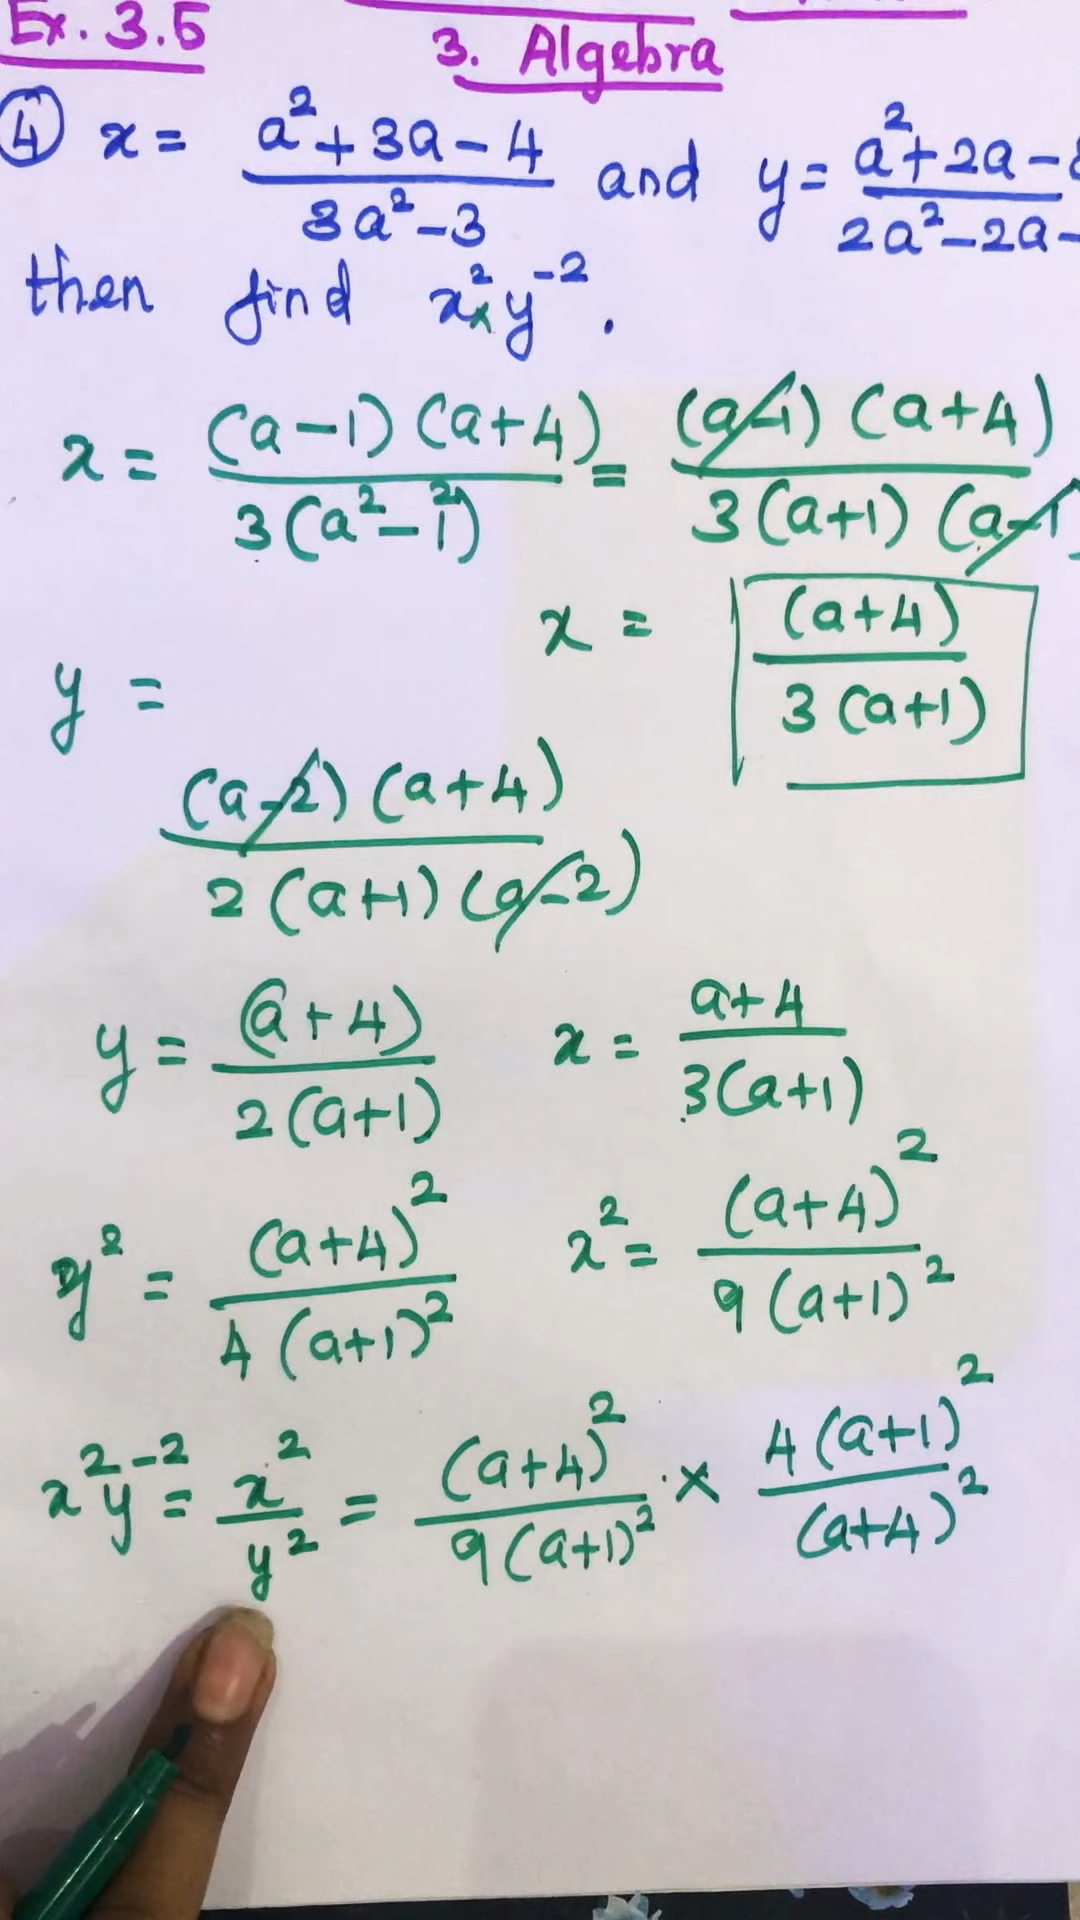 Ex. 3.5
3. Algebra
④ x = (a²+3a-4)/(3a²-3) and y = (a²+2a-8)/(2a²-2a-
then find x²×y⁻².
x = (a-1)(a+4)/3(a²-1²) = (a-1)(a+4)/3(a+1)(a-1)
x = (a+4)/3(a+1)
y =
(a-2)(a+4)/2(a+1)(a-2)
y = (a+4)/2(a+1) x = a+4/3(a+1)
y² = (a+4)²/4(a+1)² x² = (a+4)²/9(a+1)²
x²y⁻² = x²/y² = (a+4)²/9(a+1)² × 4(a+1)²/(a+4)²